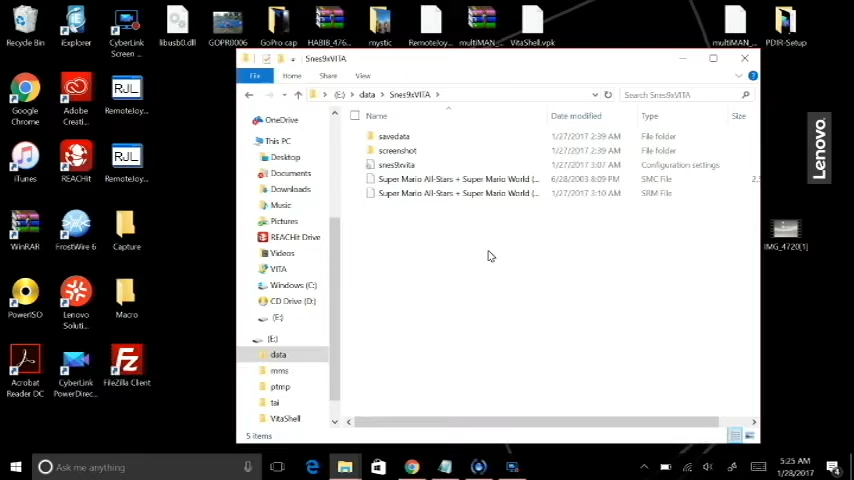 Recycle Bin
iExplorer
CyberLink
Screen ...
libusb0.dll
GOPR0006
GoPro cap
HABIB_476...
mystic
RemoteJoy...
multiMAN_...
VitaShell.vpk
multiMAN_...
PDIR-Setup
Snes9xVITA
File
Home
Share
View
(E:) > data > Snes9xVITA >
Search Snes9xVITA
Google
Chrome
Adobe
Creati...
RemoteJo...
iTunes
REACHit
RemoteJoy...
WinRAR
FrostWire 6
Capture
PowerISO
Lenovo
Soluti...
Macro
Acrobat
Reader DC
CyberLink
PowerDirec...
FileZilla Client
OneDrive
This PC
Desktop
Documents
Downloads
Music
Pictures
REACHit Drive
Videos
VITA
Windows (C:)
CD Drive (D:)
(E:)
(E:)
data
mms
ptmp
tai
VitaShell
Name
Date modified
Type
Size
savedata
1/27/2017 2:39 AM
File folder
screenshot
1/27/2017 2:39 AM
File folder
snes9xvita
1/27/2017 3:07 AM
Configuration settings
Super Mario All-Stars + Super Mario World (...
6/28/2003 8:09 PM
SMC File
2,5
Super Mario All-Stars + Super Mario World (...
1/27/2017 3:10 AM
SRM File
5 items
Lenovo
IMG_4720[1]
Ask me anything
5:25 AM
1/28/2017